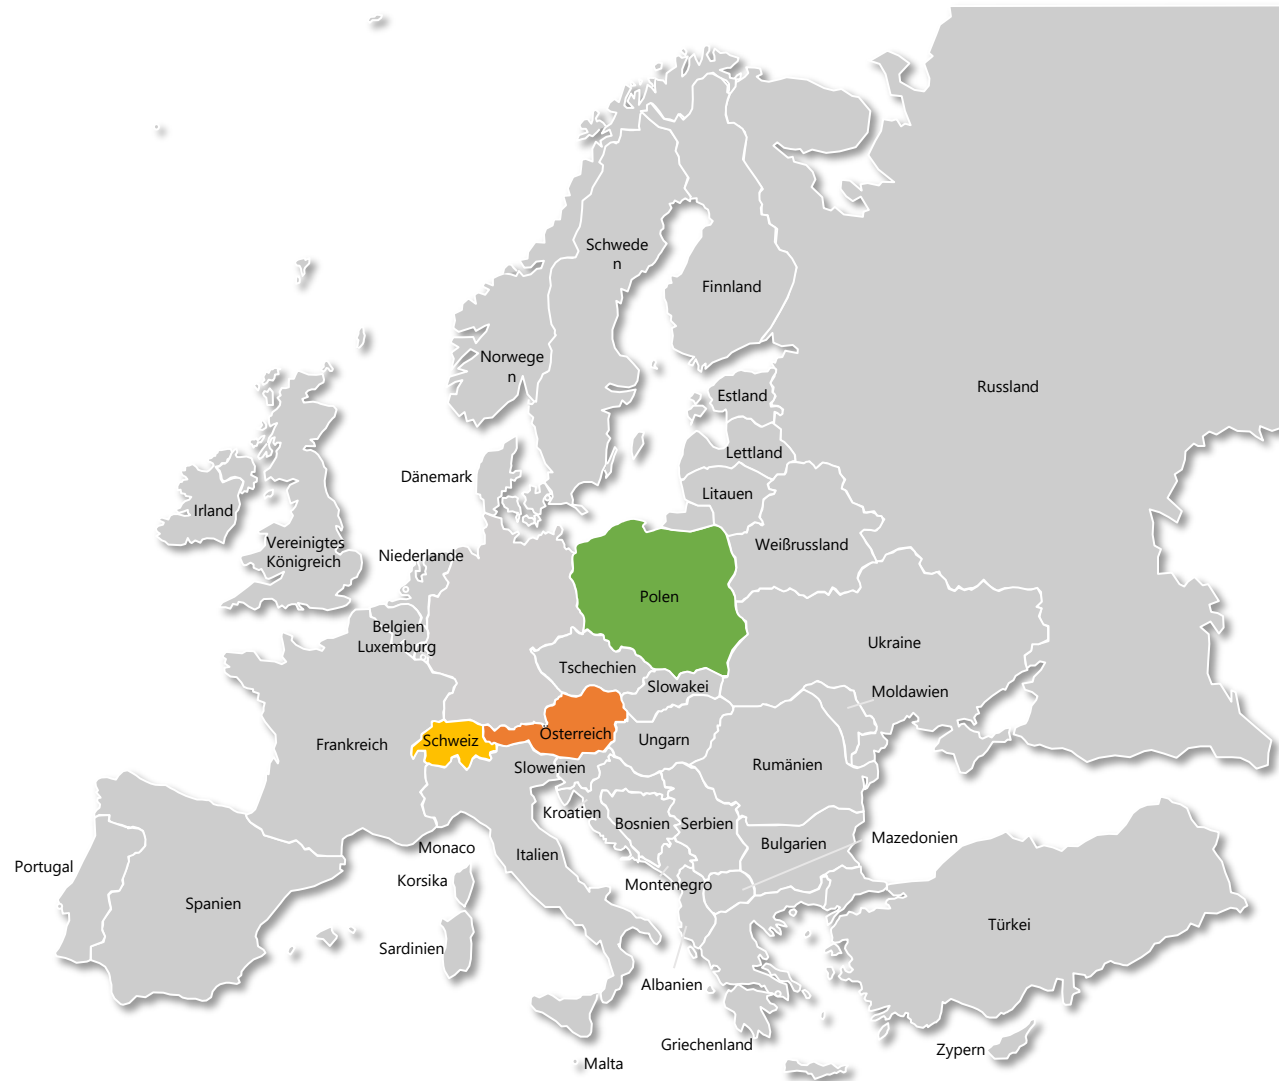 Schwede
n
Finnland
Norwege
n
Russland
Estland
Lettland
Dänemark
Litauen
Irland
Vereinigtes
Königreich
Weißrussland
Niederlande
Polen
Belgien
Luxemburg
Ukraine
Tschechien
Slowakei
Moldawien
Frankreich
Schweiz
Österreich
Ungarn
Slowenien
Rumänien
Kroatien
Bosnien
Serbien
Bulgarien
Mazedonien
Monaco
Italien
Portugal
Korsika
Montenegro
Spanien
Türkei
Sardinien
Albanien
Griechenland
Zypern
Malta